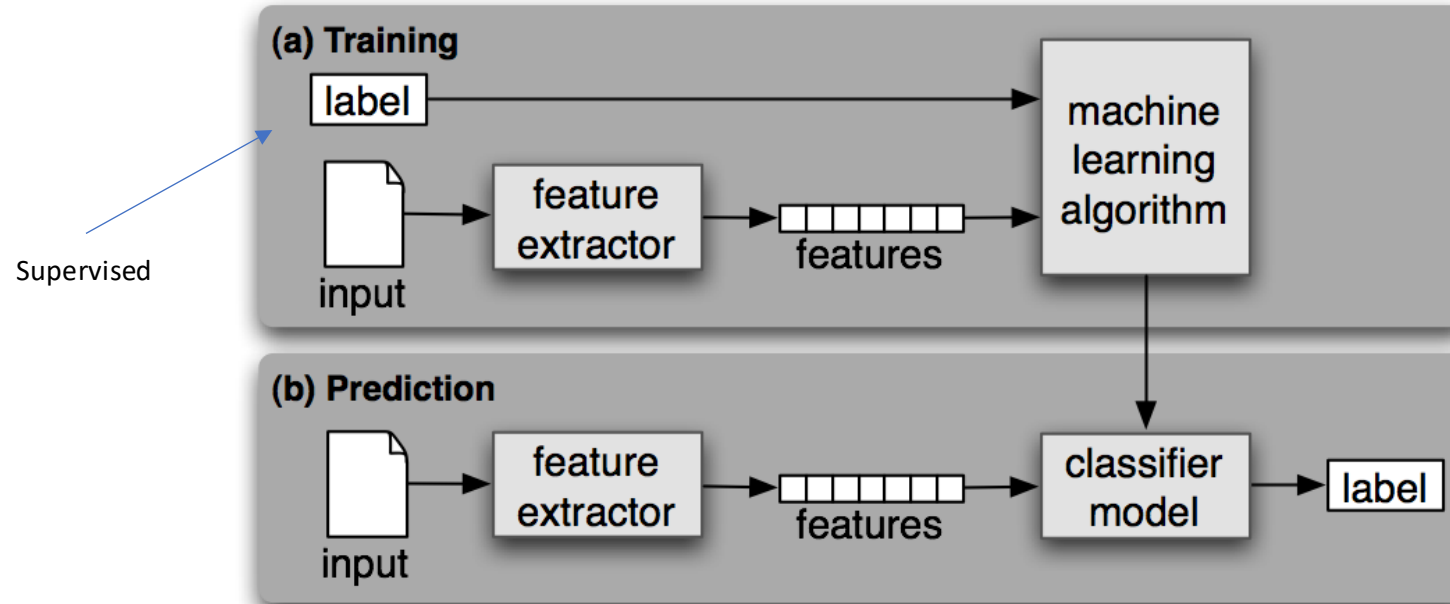 (a) Training
label
machine
learning
algorithm
feature
extractor
features
input
Supervised
(b) Prediction
feature
extractor
features
input
classifier
model
label